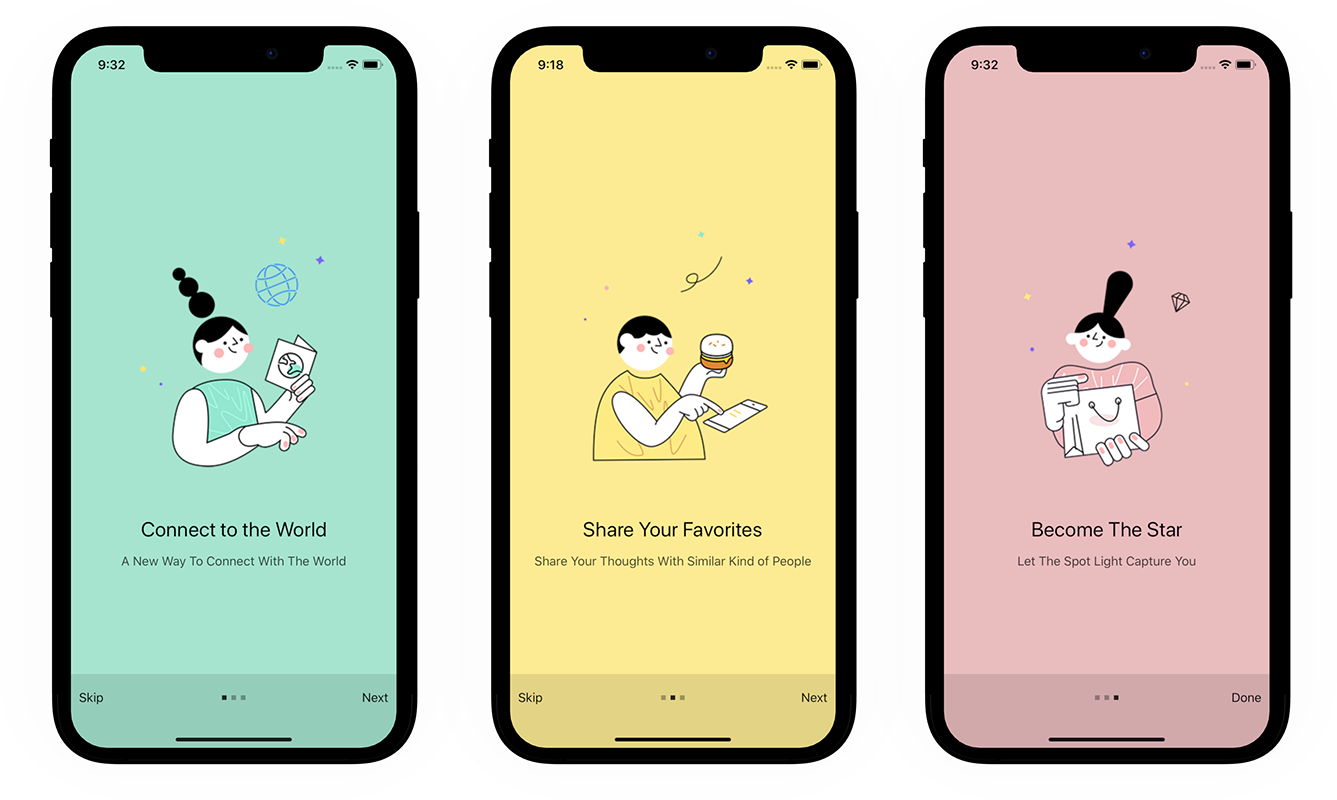 9:32
Connect to the World
A New Way To Connect With The World
Skip
Next
9:18
Share Your Favorites
Share Your Thoughts With Similar Kind of People
Skip
Next
9:32
Become The Star
Let The Spot Light Capture You
Done